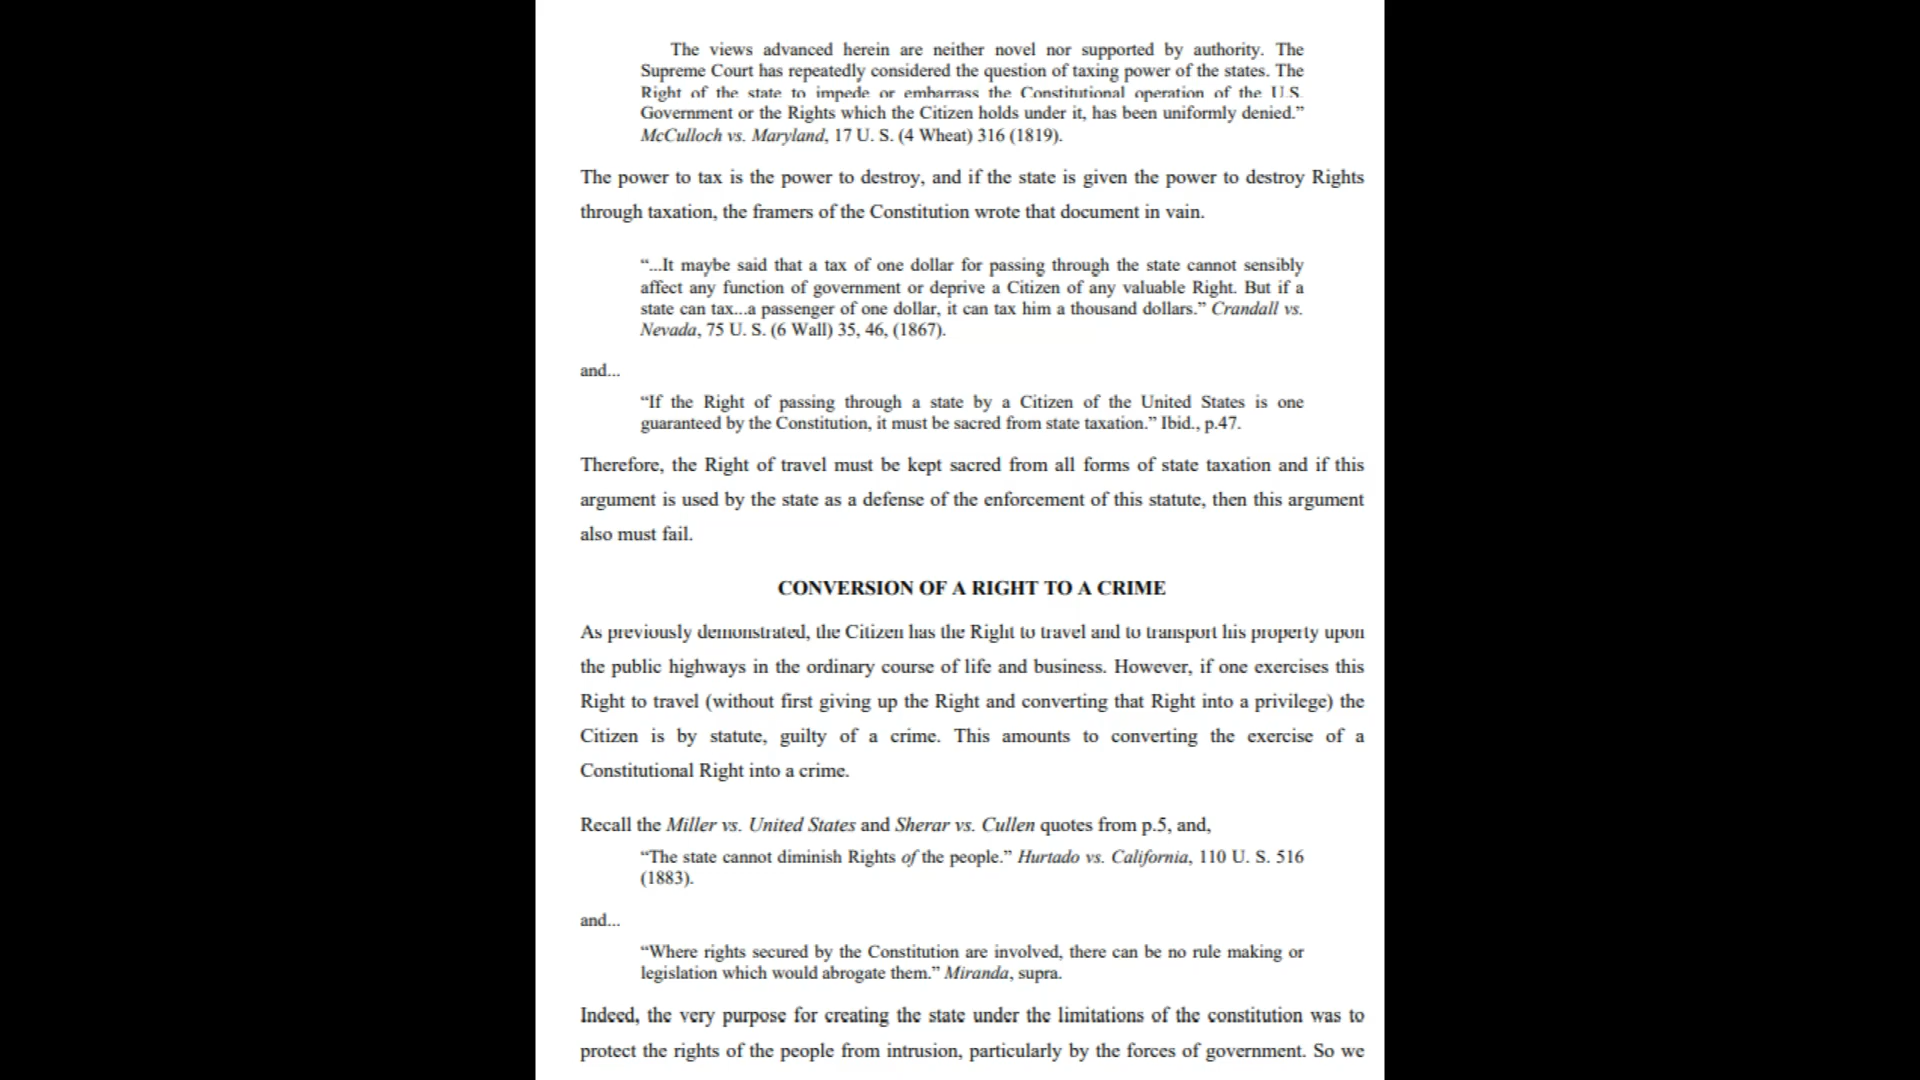 The views advanced herein are neither novel nor supported by authority. The
Supreme Court has repeatedly considered the question of taxing power of the states. The
Right of the state to impede or embarrass the Constitutional operation of the U.S.
Government or the Rights which the Citizen holds under it, has been uniformly denied.”
McCulloch vs. Maryland, 17 U. S. (4 Wheat) 316 (1819).
The power to tax is the power to destroy, and if the state is given the power to destroy Rights
through taxation, the framers of the Constitution wrote that document in vain.
“...It maybe said that a tax of one dollar for passing through the state cannot sensibly
affect any function of government or deprive a Citizen of any valuable Right. But if a
state can tax...a passenger of one dollar, it can tax him a thousand dollars.” Crandall vs.
Nevada, 75 U. S. (6 Wall) 35, 46, (1867).
and...
“If the Right of passing through a state by a Citizen of the United States is one
guaranteed by the Constitution, it must be sacred from state taxation.” Ibid., p.47.
Therefore, the Right of travel must be kept sacred from all forms of state taxation and if this
argument is used by the state as a defense of the enforcement of this statute, then this argument
also must fail.
CONVERSION OF A RIGHT TO A CRIME
As previously demonstrated, the Citizen has the Right to travel and to transport his property upon
the public highways in the ordinary course of life and business. However, if one exercises this
Right to travel (without first giving up the Right and converting that Right into a privilege) the
Citizen is by statute, guilty of a crime. This amounts to converting the exercise of a
Constitutional Right into a crime.
Recall the Miller vs. United States and Sherar vs. Cullen quotes from p.5, and,
“The state cannot diminish Rights of the people.” Hurtado vs. California, 110 U. S. 516
(1883).
and...
“Where rights secured by the Constitution are involved, there can be no rule making or
legislation which would abrogate them.” Miranda, supra.
Indeed, the very purpose for creating the state under the limitations of the constitution was to
protect the rights of the people from intrusion, particularly by the forces of government. So we